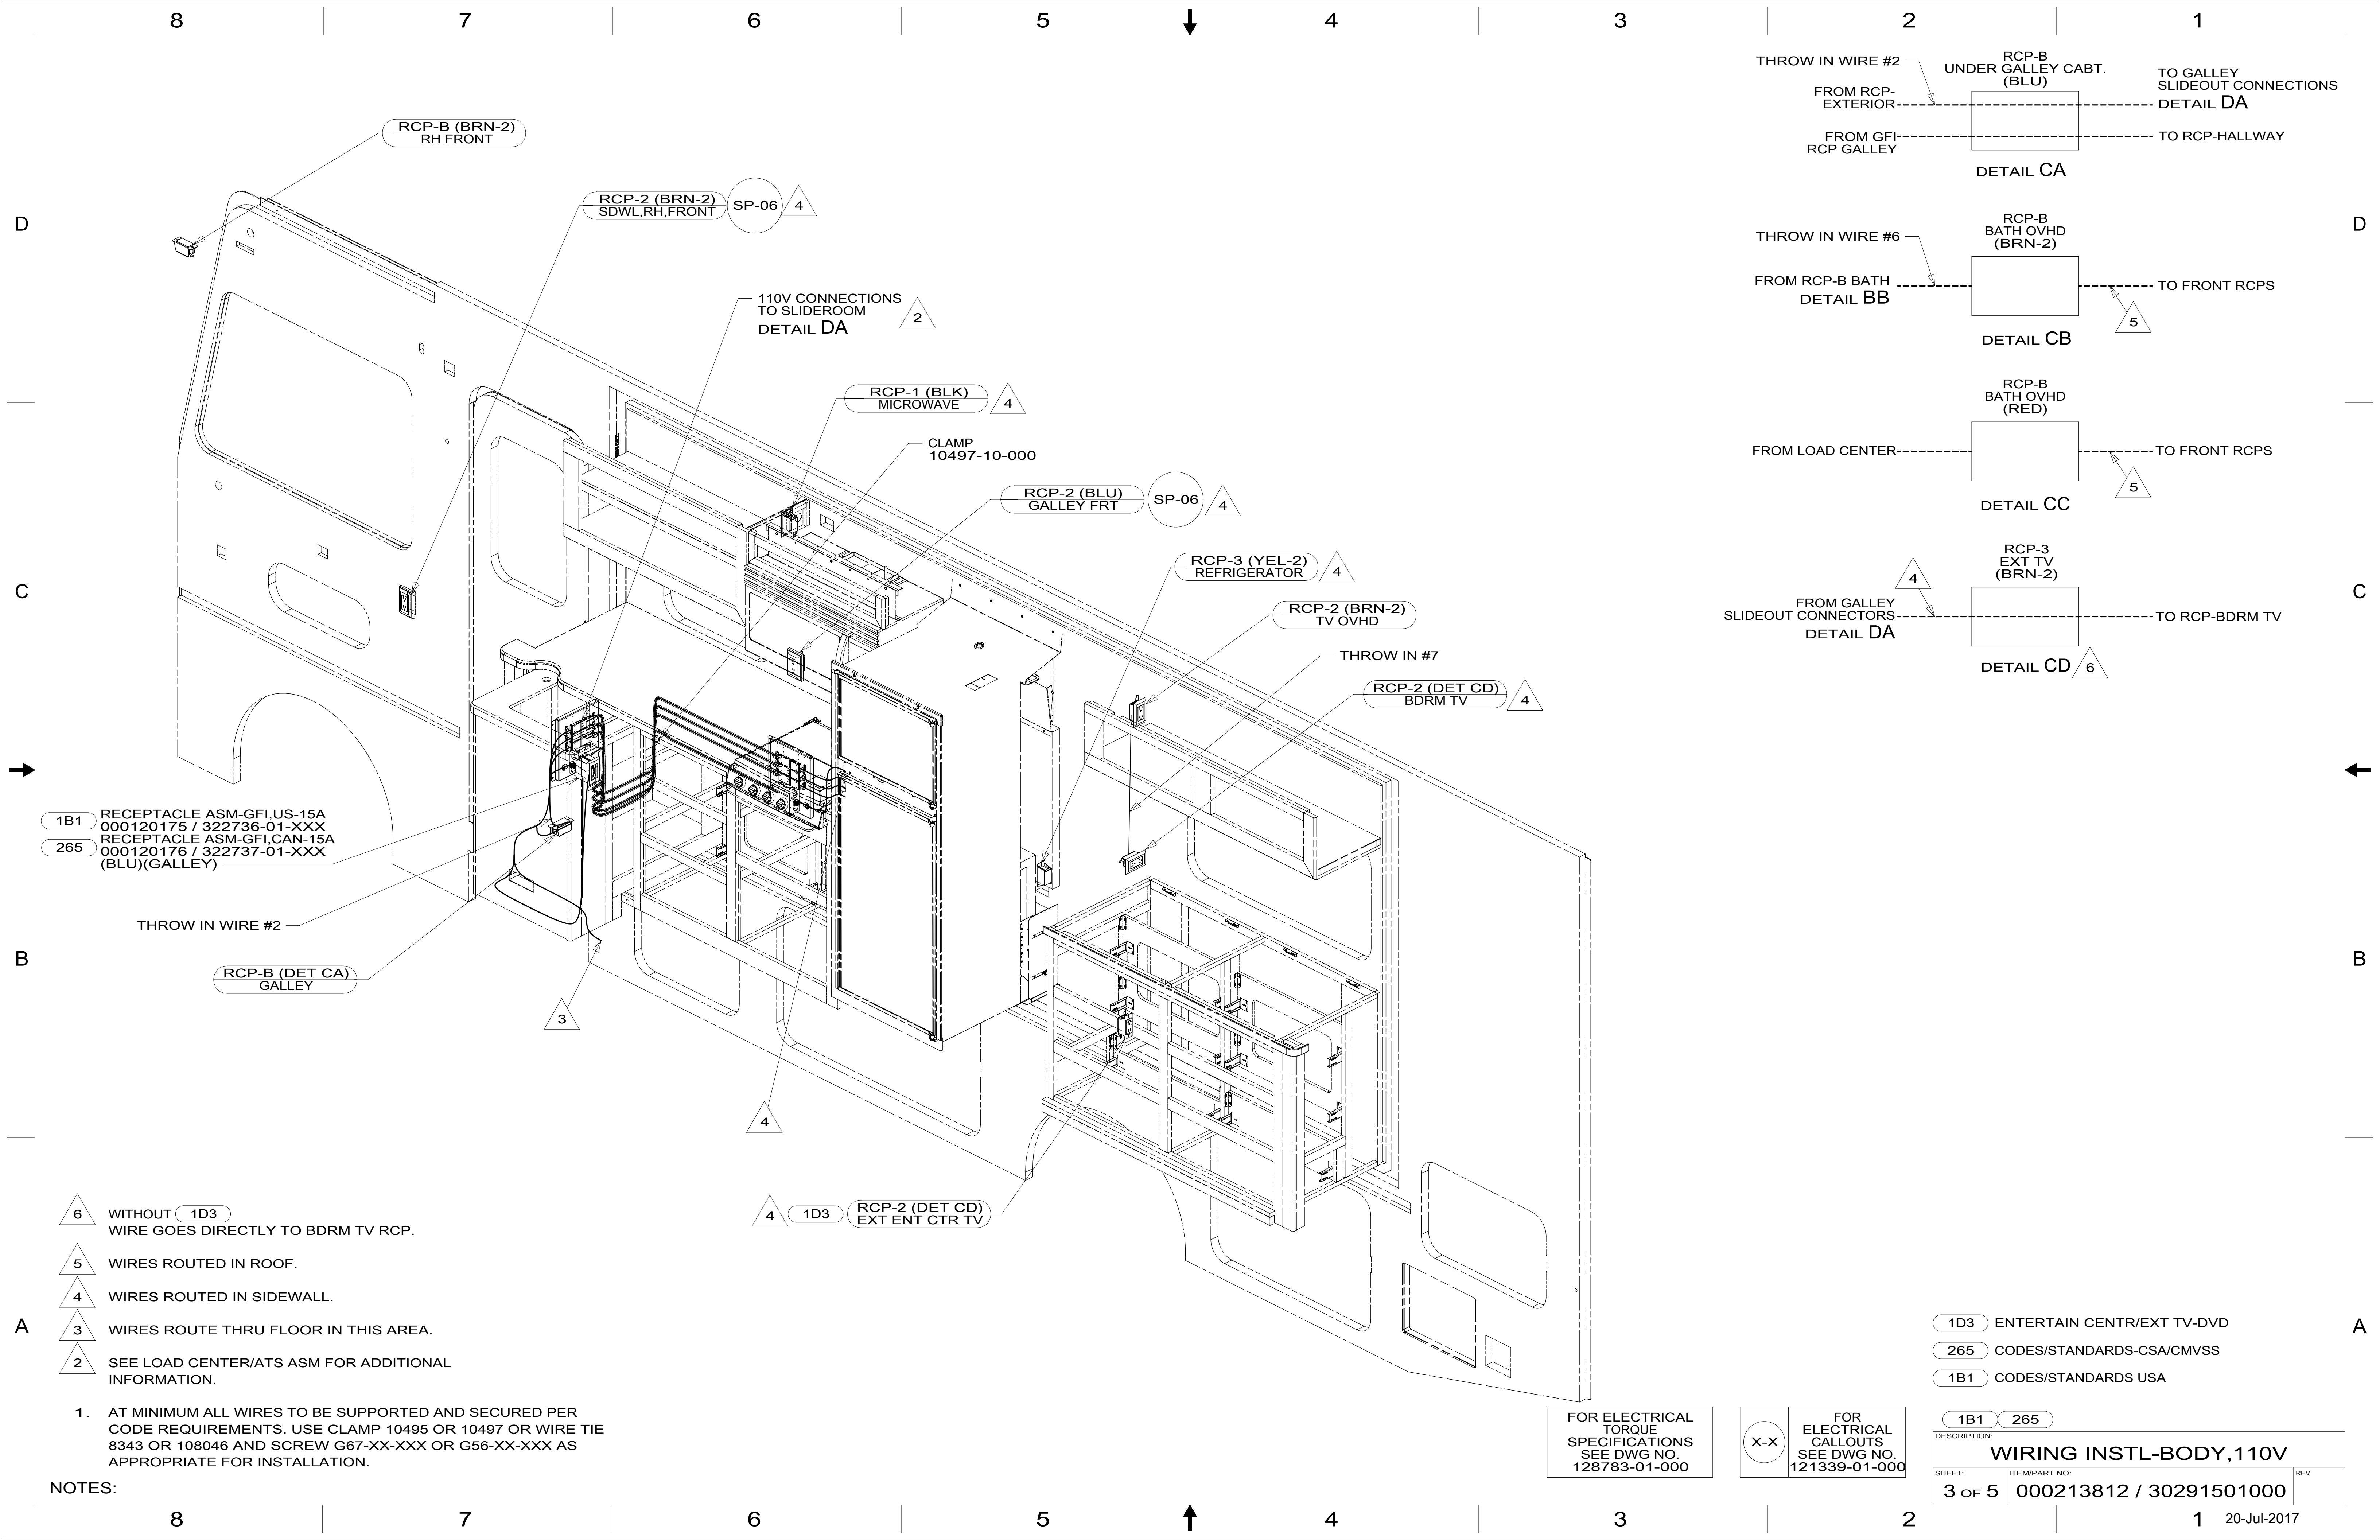 8 7 6 5 4 3 2 1
D
C
B
A
D
C
B
A
RCP-B (BRN-2)
RH FRONT
RCP-2 (BRN-2)
SDWL,RH,FRONT
SP-06
4
110V CONNECTIONS
TO SLIDEROOM
DETAIL DA
2
RCP-1 (BLK)
MICROWAVE
4
CLAMP
10497-10-000
RCP-2 (BLU)
GALLEY FRT
SP-06
4
RCP-3 (YEL-2)
REFRIGERATOR
4
RCP-2 (BRN-2)
TV OVHD
THROW IN #7
RCP-2 (DET CD)
BDRM TV
4
1B1 RECEPTACLE ASM-GFI,US-15A
000120175 / 322736-01-XXX
265 RECEPTACLE ASM-GFI,CAN-15A
000120176 / 322737-01-XXX
(BLU)(GALLEY)
THROW IN WIRE #2
RCP-B (DET CA)
GALLEY
3
4
4 1D3 RCP-2 (DET CD)
EXT ENT CTR TV
THROW IN WIRE #2
RCP-B
UNDER GALLEY CABT.
(BLU)
TO GALLEY
SLIDEOUT CONNECTIONS
DETAIL DA
FROM RCP-
EXTERIOR
FROM GFI
RCP GALLEY
TO RCP-HALLWAY
DETAIL CA
RCP-B
BATH OVHD
(BRN-2)
THROW IN WIRE #6
FROM RCP-B BATH
DETAIL BB
TO FRONT RCPS
5
DETAIL CB
RCP-B
BATH OVHD
(RED)
FROM LOAD CENTER
TO FRONT RCPS
5
DETAIL CC
RCP-3
EXT TV
(BRN-2)
4
FROM GALLEY
SLIDEOUT CONNECTORS
DETAIL DA
TO RCP-BDRM TV
DETAIL CD 6
6 WITHOUT 1D3
WIRE GOES DIRECTLY TO BDRM TV RCP.
5 WIRES ROUTED IN ROOF.
4 WIRES ROUTED IN SIDEWALL.
3 WIRES ROUTE THRU FLOOR IN THIS AREA.
2 SEE LOAD CENTER/ATS ASM FOR ADDITIONAL
INFORMATION.
1. AT MINIMUM ALL WIRES TO BE SUPPORTED AND SECURED PER
CODE REQUIREMENTS. USE CLAMP 10495 OR 10497 OR WIRE TIE
8343 OR 108046 AND SCREW G67-XX-XXX OR G56-XX-XXX AS
APPROPRIATE FOR INSTALLATION.
NOTES:
FOR ELECTRICAL
TORQUE
SPECIFICATIONS
SEE DWG NO.
128783-01-000
X-X
FOR
ELECTRICAL
CALLOUTS
SEE DWG NO.
121339-01-000
1D3 ENTERTAIN CENTR/EXT TV-DVD
265 CODES/STANDARDS-CSA/CMVSS
1B1 CODES/STANDARDS USA
1B1 265
DESCRIPTION:
WIRING INSTL-BODY,110V
SHEET:
3 OF 5
ITEM/PART NO:
000213812 / 30291501000
REV
8 7 6 5 4 3 2 1
20-Jul-2017